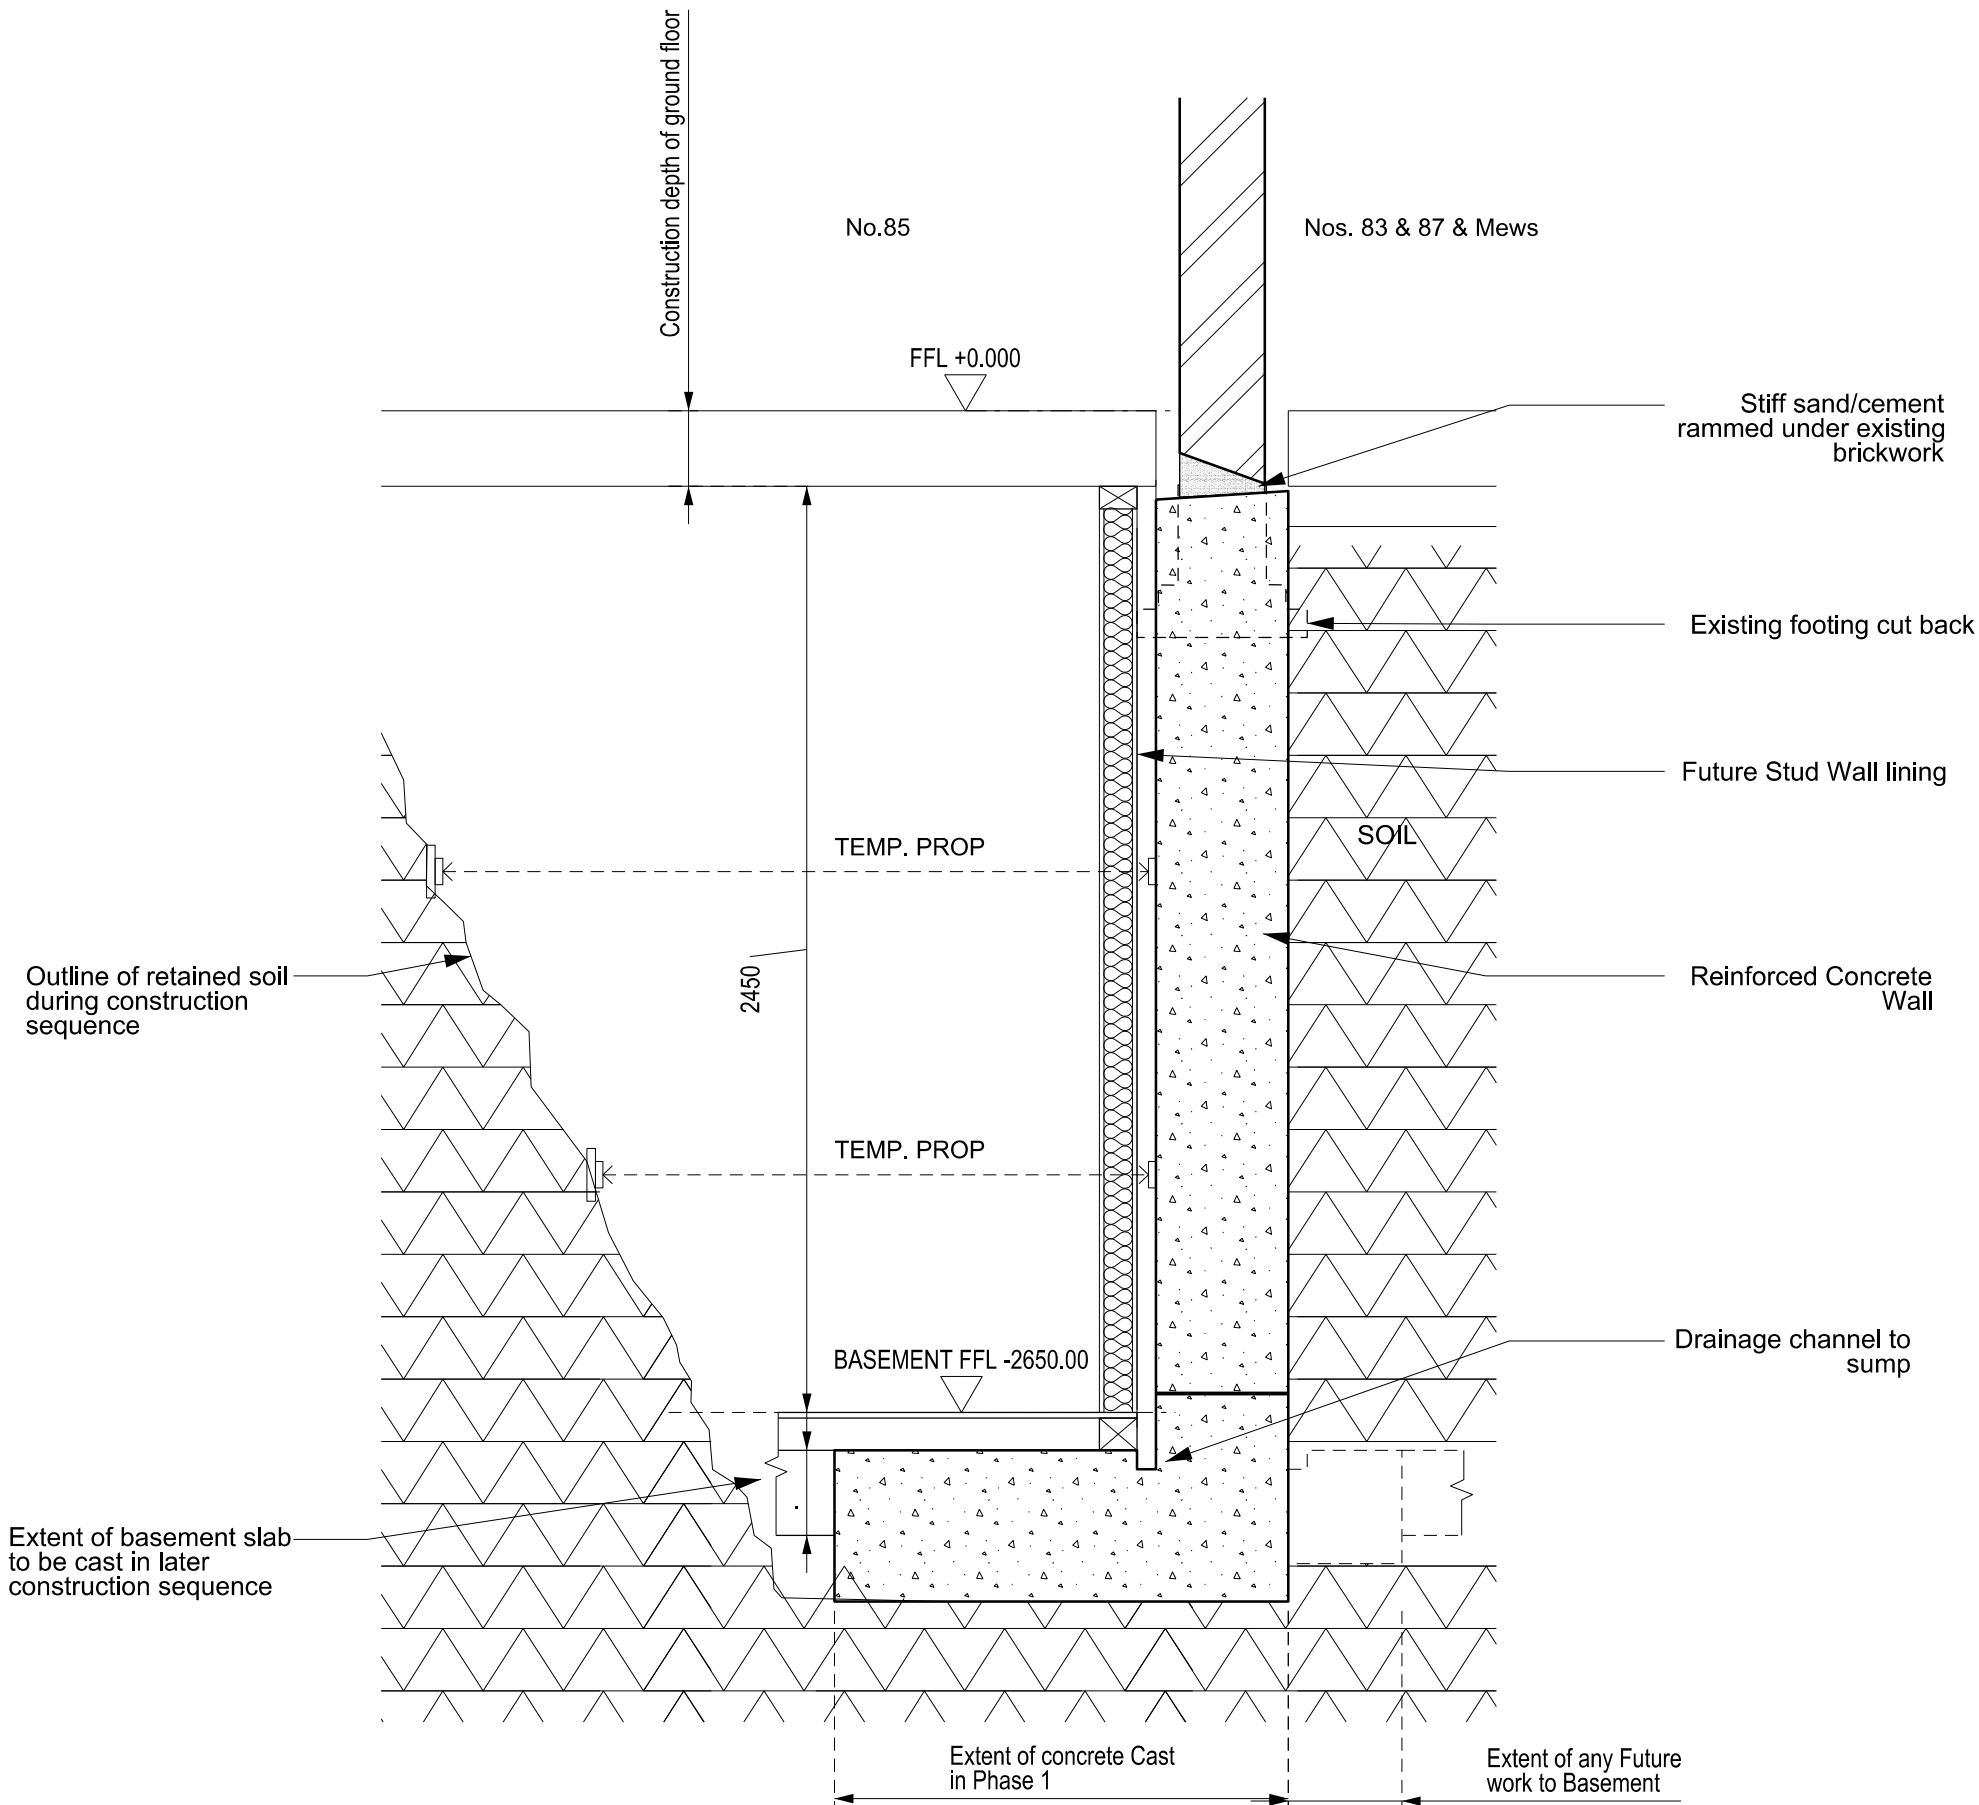 Construction depth of ground floor
No.85
Nos. 83 & 87 & Mews
FFL +0.000
Stiff sand/cement
rammed under existing
brickwork
Existing footing cut back
Future Stud Wall lining
SOIL
TEMP. PROP
Outline of retained soil
during construction
sequence
2450
Reinforced Concrete
Wall
TEMP. PROP
Drainage channel to
sump
BASEMENT FFL -2650.00
Extent of basement slab
to be cast in later
construction sequence
Extent of concrete Cast
in Phase 1
Extent of any Future
work to Basement